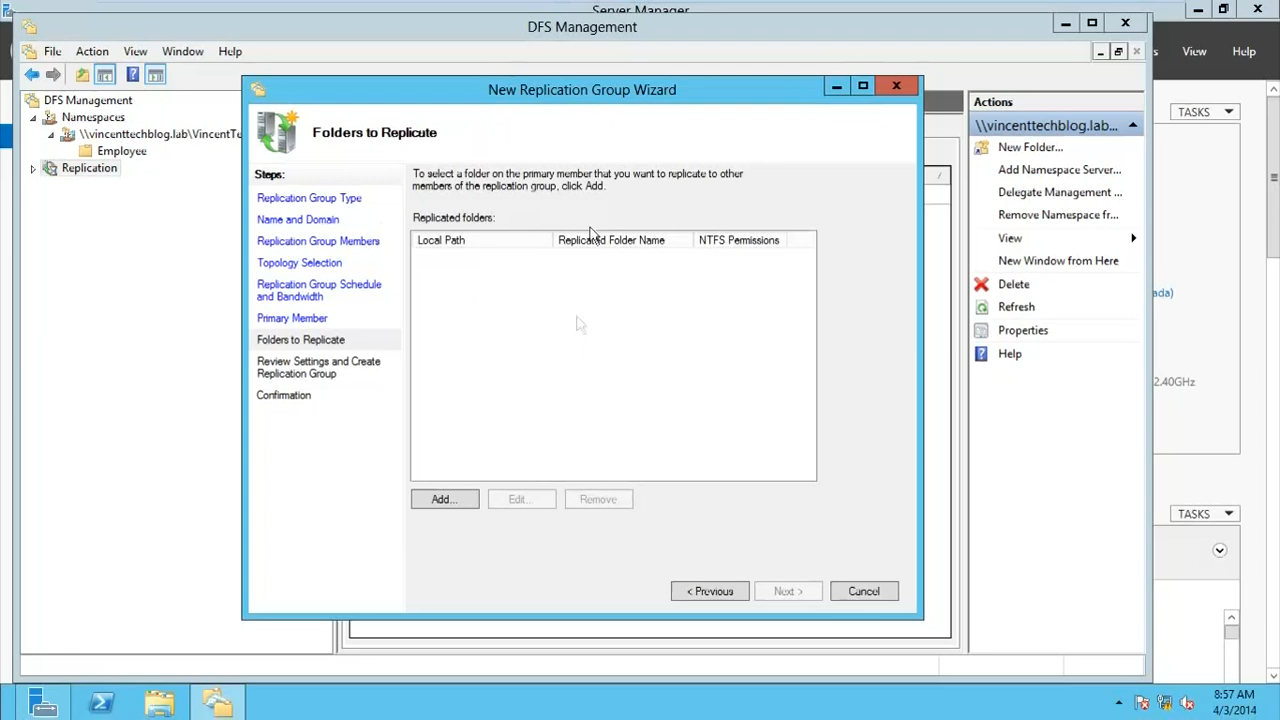 Server Manager
DFS Management
File Action View Window Help
View Help
DFS Management
Namespaces
\\vincenttechblog.lab\VincentTe
Employee
Replication
New Replication Group Wizard
Folders to Replicate
Steps:
Replication Group Type
Name and Domain
Replication Group Members
Topology Selection
Replication Group Schedule
and Bandwidth
Primary Member
Folders to Replicate
Review Settings and Create
Replication Group
Confirmation
To select a folder on the primary member that you want to replicate to other
members of the replication group, click Add.
Replicated folders:
Local Path Replicated Folder Name NTFS Permissions
Add... Edit... Remove
< Previous Next > Cancel
Actions
\\vincenttechblog.lab...
New Folder...
Add Namespace Server...
Delegate Management ...
Remove Namespace fr...
View
New Window from Here
Delete
Refresh
Properties
Help
TASKS
ada)
2.40GHz
TASKS
8:57 AM
4/3/2014